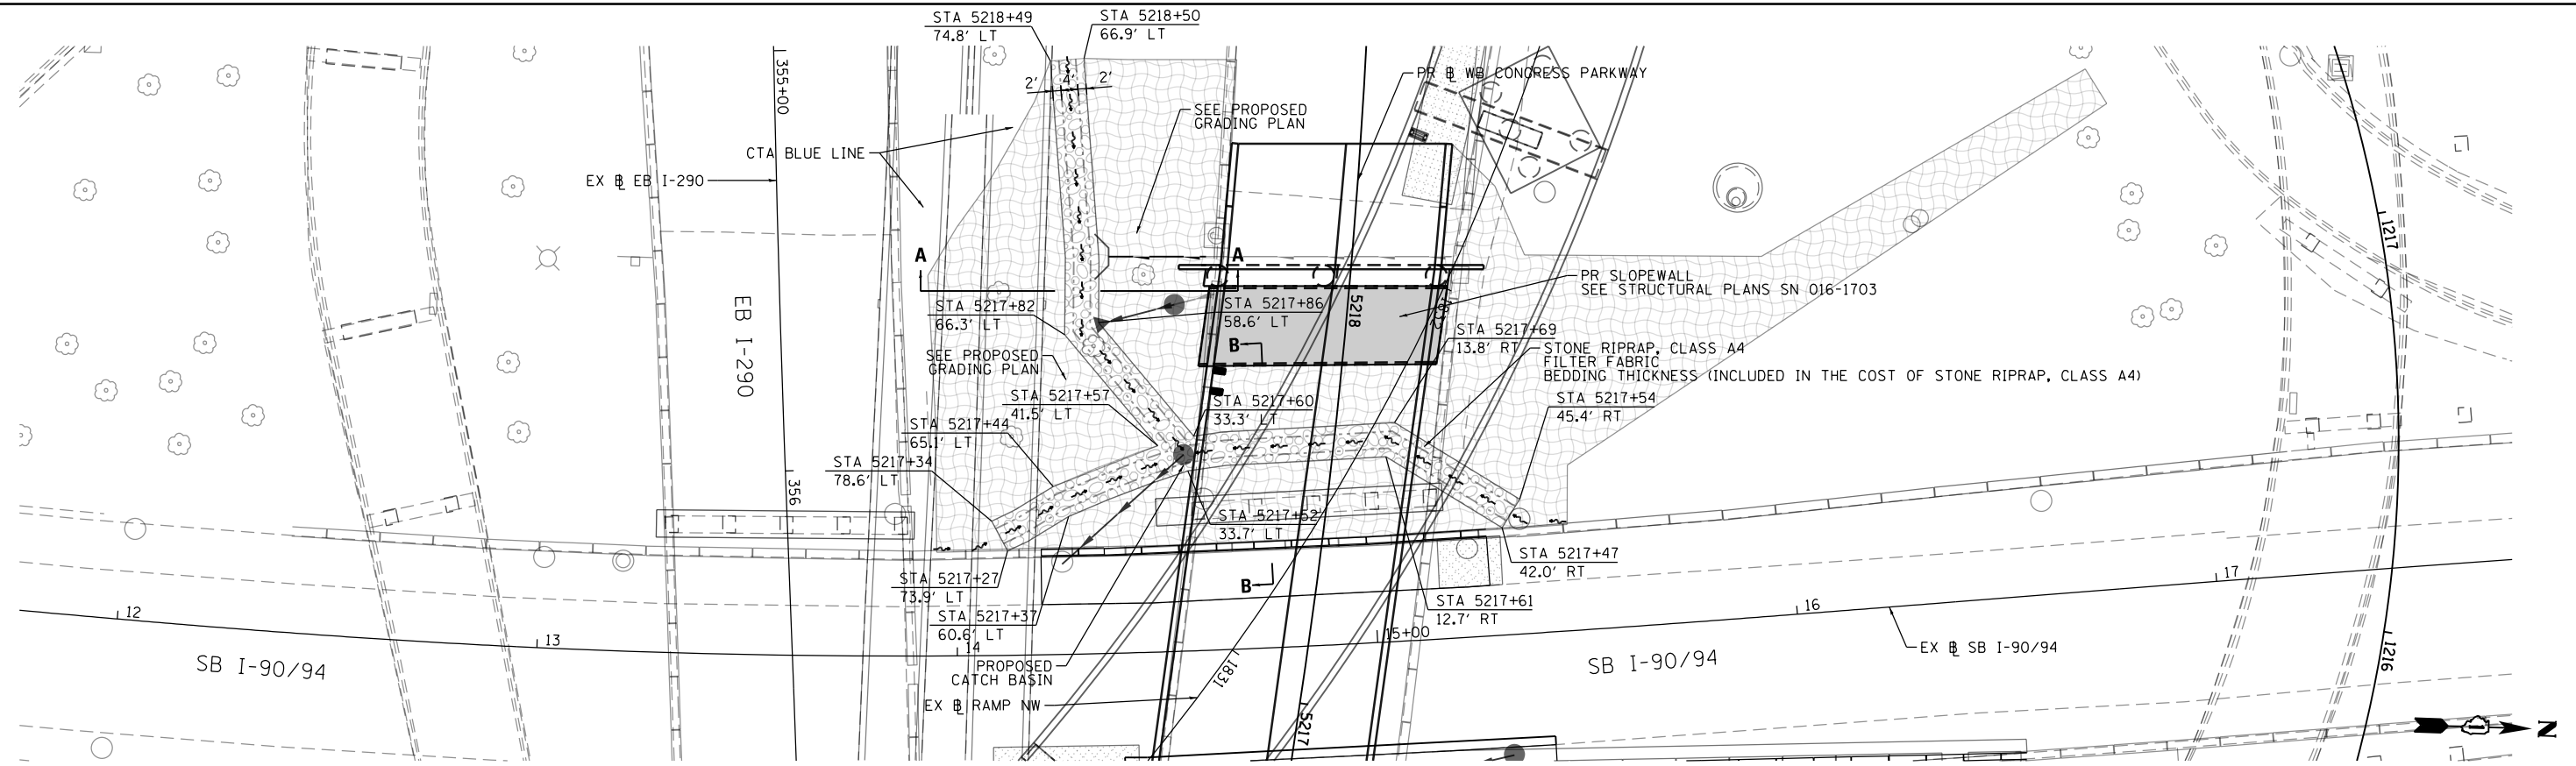 STA 5218+49
74.8' LT
STA 5218+50
66.9' LT
355+00
2'
4'
2'
PR ℄ WB CONGRESS PARKWAY
SEE PROPOSED
GRADING PLAN
CTA BLUE LINE
EX ℄ EB I-290
1217
A
A
PR SLOPEWALL
SEE STRUCTURAL PLANS SN 016-1703
EB I-290
STA 5217+82
66.3' LT
STA 5217+86
58.6' LT
5218
1832
STA 5217+69
13.8' RT
B
SEE PROPOSED
GRADING PLAN
STONE RIPRAP, CLASS A4
FILTER FABRIC
BEDDING THICKNESS (INCLUDED IN THE COST OF STONE RIPRAP, CLASS A4)
STA 5217+57
41.5' LT
STA 5217+60
33.3' LT
STA 5217+54
45.4' RT
STA 5217+44
65.1' LT
STA 5217+34
78.6' LT
356
STA 5217+52
33.7' LT
STA 5217+47
42.0' RT
STA 5217+27
73.9' LT
B
17
STA 5217+61
12.7' RT
16
12
STA 5217+37
60.6' LT
13
14
15+00
EX ℄ SB I-90/94
1216
SB I-90/94
SB I-90/94
PROPOSED
CATCH BASIN
1831
EX ℄ RAMP NW
5217
N